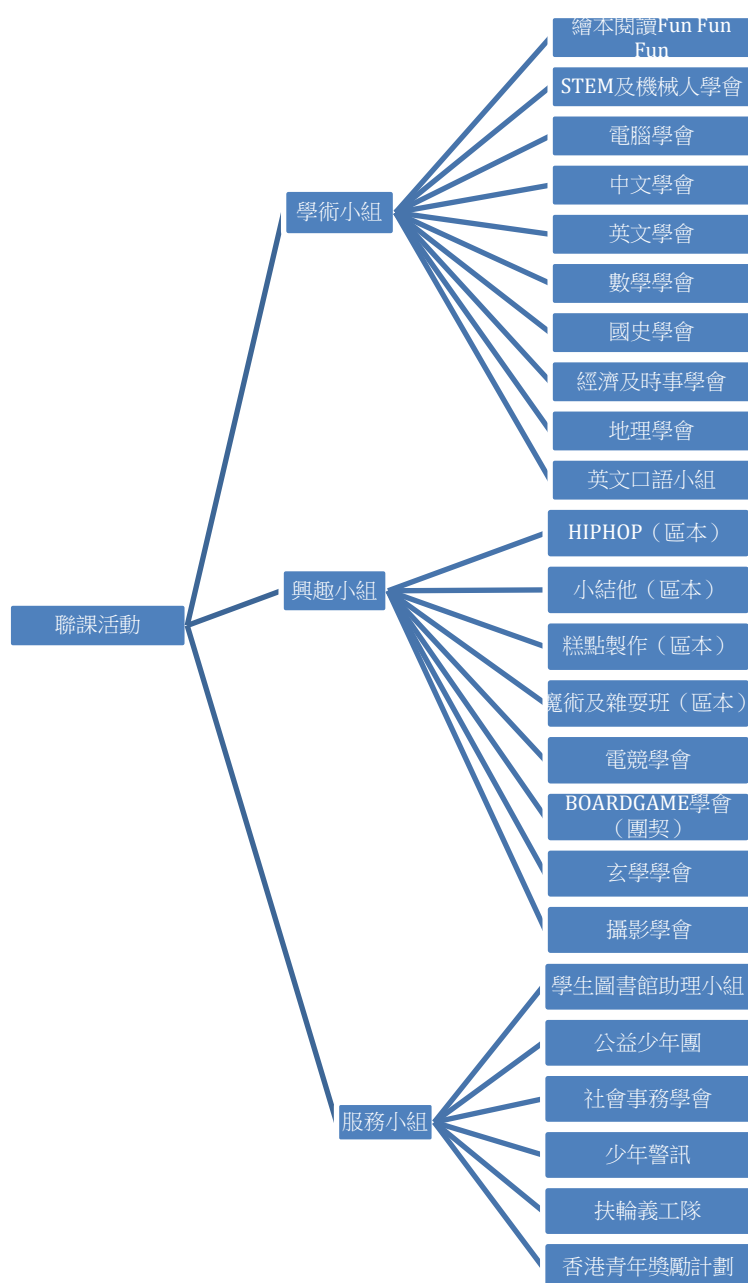 聯課活動
學術小組
繪本閱讀Fun Fun
Fun
STEM及機械人學會
電腦學會
中文學會
英文學會
數學學會
國史學會
經濟及時事學會
地理學會
英文口語小組
興趣小組
HIPHOP（區本）
小結他（區本）
糕點製作（區本）
魔術及雜耍班（區本）
電競學會
BOARDGAME學會
（團契）
玄學學會
攝影學會
服務小組
學生圖書館助理小組
公益少年團
社會事務學會
少年警訊
扶輪義工隊
香港青年獎勵計劃